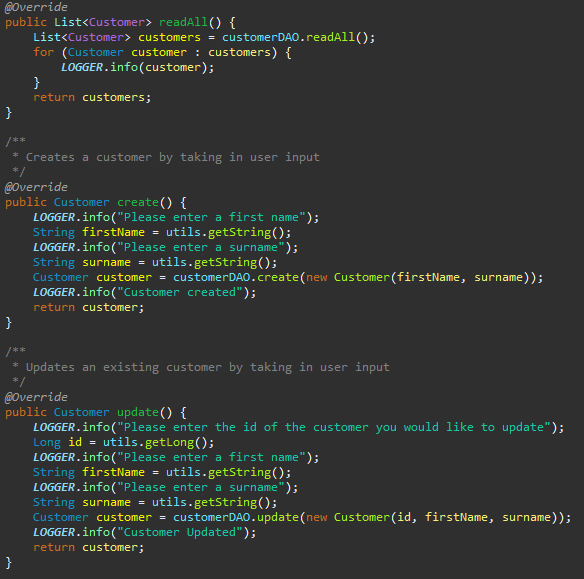 @Override
public List<Customer> readAll() {
    List<Customer> customers = customerDAO.readAll();
    for (Customer customer : customers) {
        LOGGER.info(customer);
    }
    return customers;
}

/**
 * Creates a customer by taking in user input
 */
@Override
public Customer create() {
    LOGGER.info("Please enter a first name");
    String firstName = utils.getString();
    LOGGER.info("Please enter a surname");
    String surname = utils.getString();
    Customer customer = customerDAO.create(new Customer(firstName, surname));
    LOGGER.info("Customer created");
    return customer;
}

/**
 * Updates an existing customer by taking in user input
 */
@Override
public Customer update() {
    LOGGER.info("Please enter the id of the customer you would like to update");
    Long id = utils.getLong();
    LOGGER.info("Please enter a first name");
    String firstName = utils.getString();
    LOGGER.info("Please enter a surname");
    String surname = utils.getString();
    Customer customer = customerDAO.update(new Customer(id, firstName, surname));
    LOGGER.info("Customer Updated");
    return customer;
}